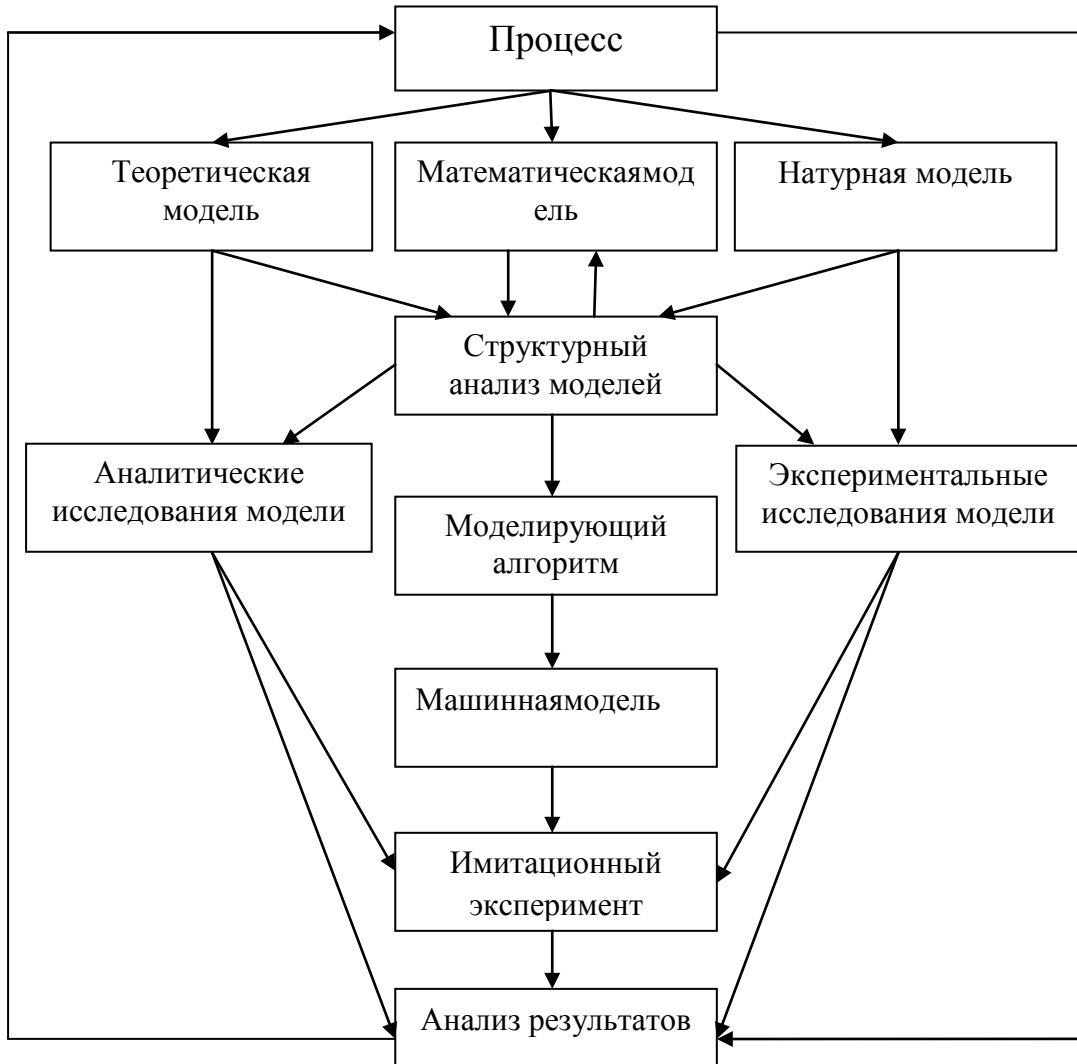 Процесс
Теоретическая
модель
Математическаямод
ель
Натурная модель
Структурный
анализ моделей
Аналитические
исследования модели
Экспериментальные
исследования модели
Моделирующий
алгоритм
Машиннаямодель
Имитационный
эксперимент
Анализ результатов